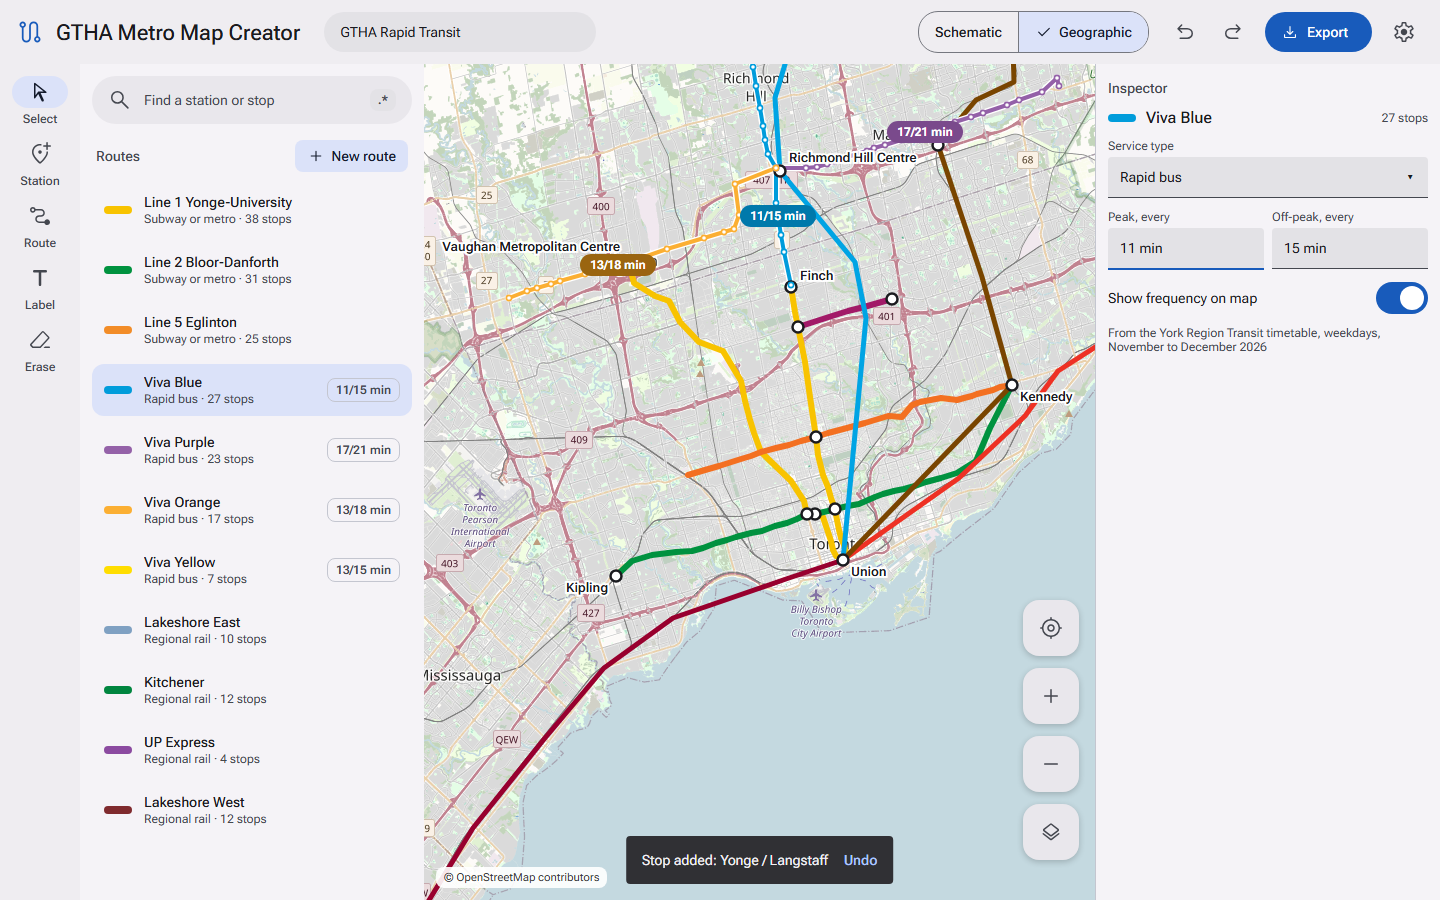 GTHA Metro Map Creator
GTHA Rapid Transit
Schematic
Geographic
Export
Select
Station
Route
Label
Erase
Find a station or stop
.*
Routes
New route
Line 1 Yonge-University
Subway or metro · 38 stops
Line 2 Bloor-Danforth
Subway or metro · 31 stops
Line 5 Eglinton
Subway or metro · 25 stops
Viva Blue
Rapid bus · 27 stops
11/15 min
Viva Purple
Rapid bus · 23 stops
17/21 min
Viva Orange
Rapid bus · 17 stops
13/18 min
Viva Yellow
Rapid bus · 7 stops
13/15 min
Lakeshore East
Regional rail · 10 stops
Kitchener
Regional rail · 12 stops
UP Express
Regional rail · 4 stops
Lakeshore West
Regional rail · 12 stops
Richmond
Hill
17/21 min
Richmond Hill Centre
68
407
25
400
11/15 min
Vaughan Metropolitan Centre
13/18 min
27
Finch
401
Kennedy
409
Toronto
Pearson
International
Airport
Toronto
403
Union
Kipling
427
Billy Bishop
Toronto
City Airport
Mississauga
QEW
Stop added: Yonge / Langstaff
Undo
© OpenStreetMap contributors
Inspector
Viva Blue
27 stops
Service type
Rapid bus
Peak, every
Off-peak, every
11 min
15 min
Show frequency on map
From the York Region Transit timetable, weekdays,
November to December 2026